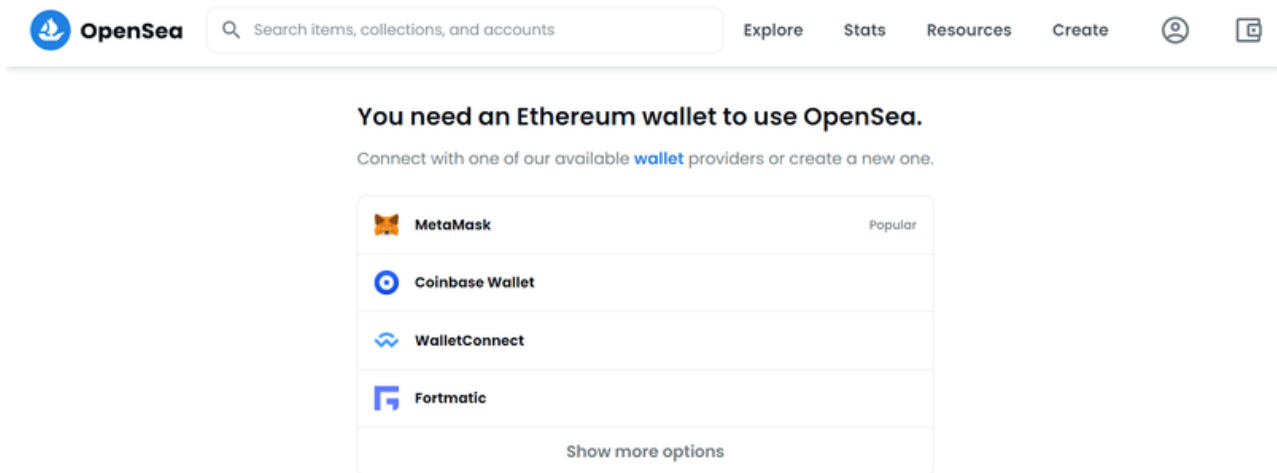 OpenSea Search items, collections, and accounts Explore Stats Resources Create
You need an Ethereum wallet to use OpenSea.
Connect with one of our available wallet providers or create a new one.
MetaMask Popular
Coinbase Wallet
WalletConnect
Fortmatic
Show more options